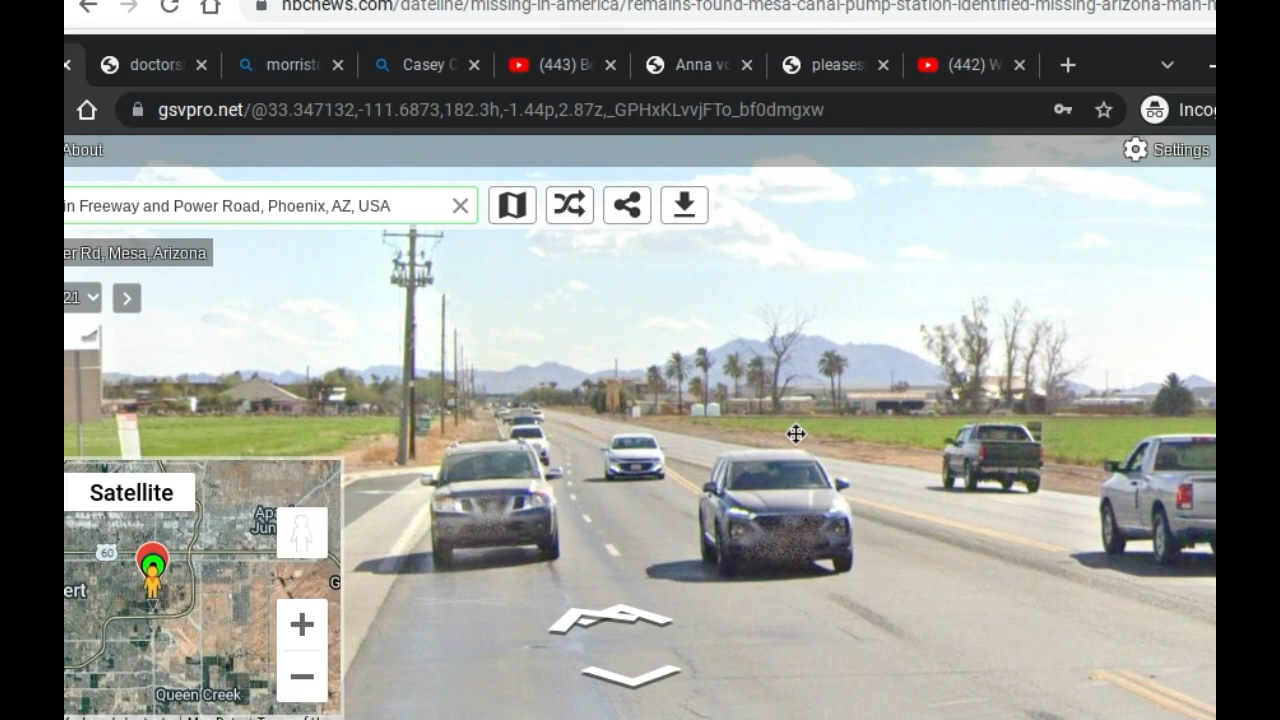 nbcnews.com/dateline/missing-in-america/remains-found-mesa-canal-pump-station-identified-missing-arizona-man-
doctors morrist Casey C (443) B Anna v pleases (442) W
gsvpro.net/@33.347132,-111.6873,182.3h,-1.44p,2.87z,_GPHxKLvvjFTo_bf0dmgxw Incog
About Settings
in Freeway and Power Road, Phoenix, AZ, USA
er Rd, Mesa, Arizona
21
Satellite
Ap
Jun
60
ert
G
Queen Creek